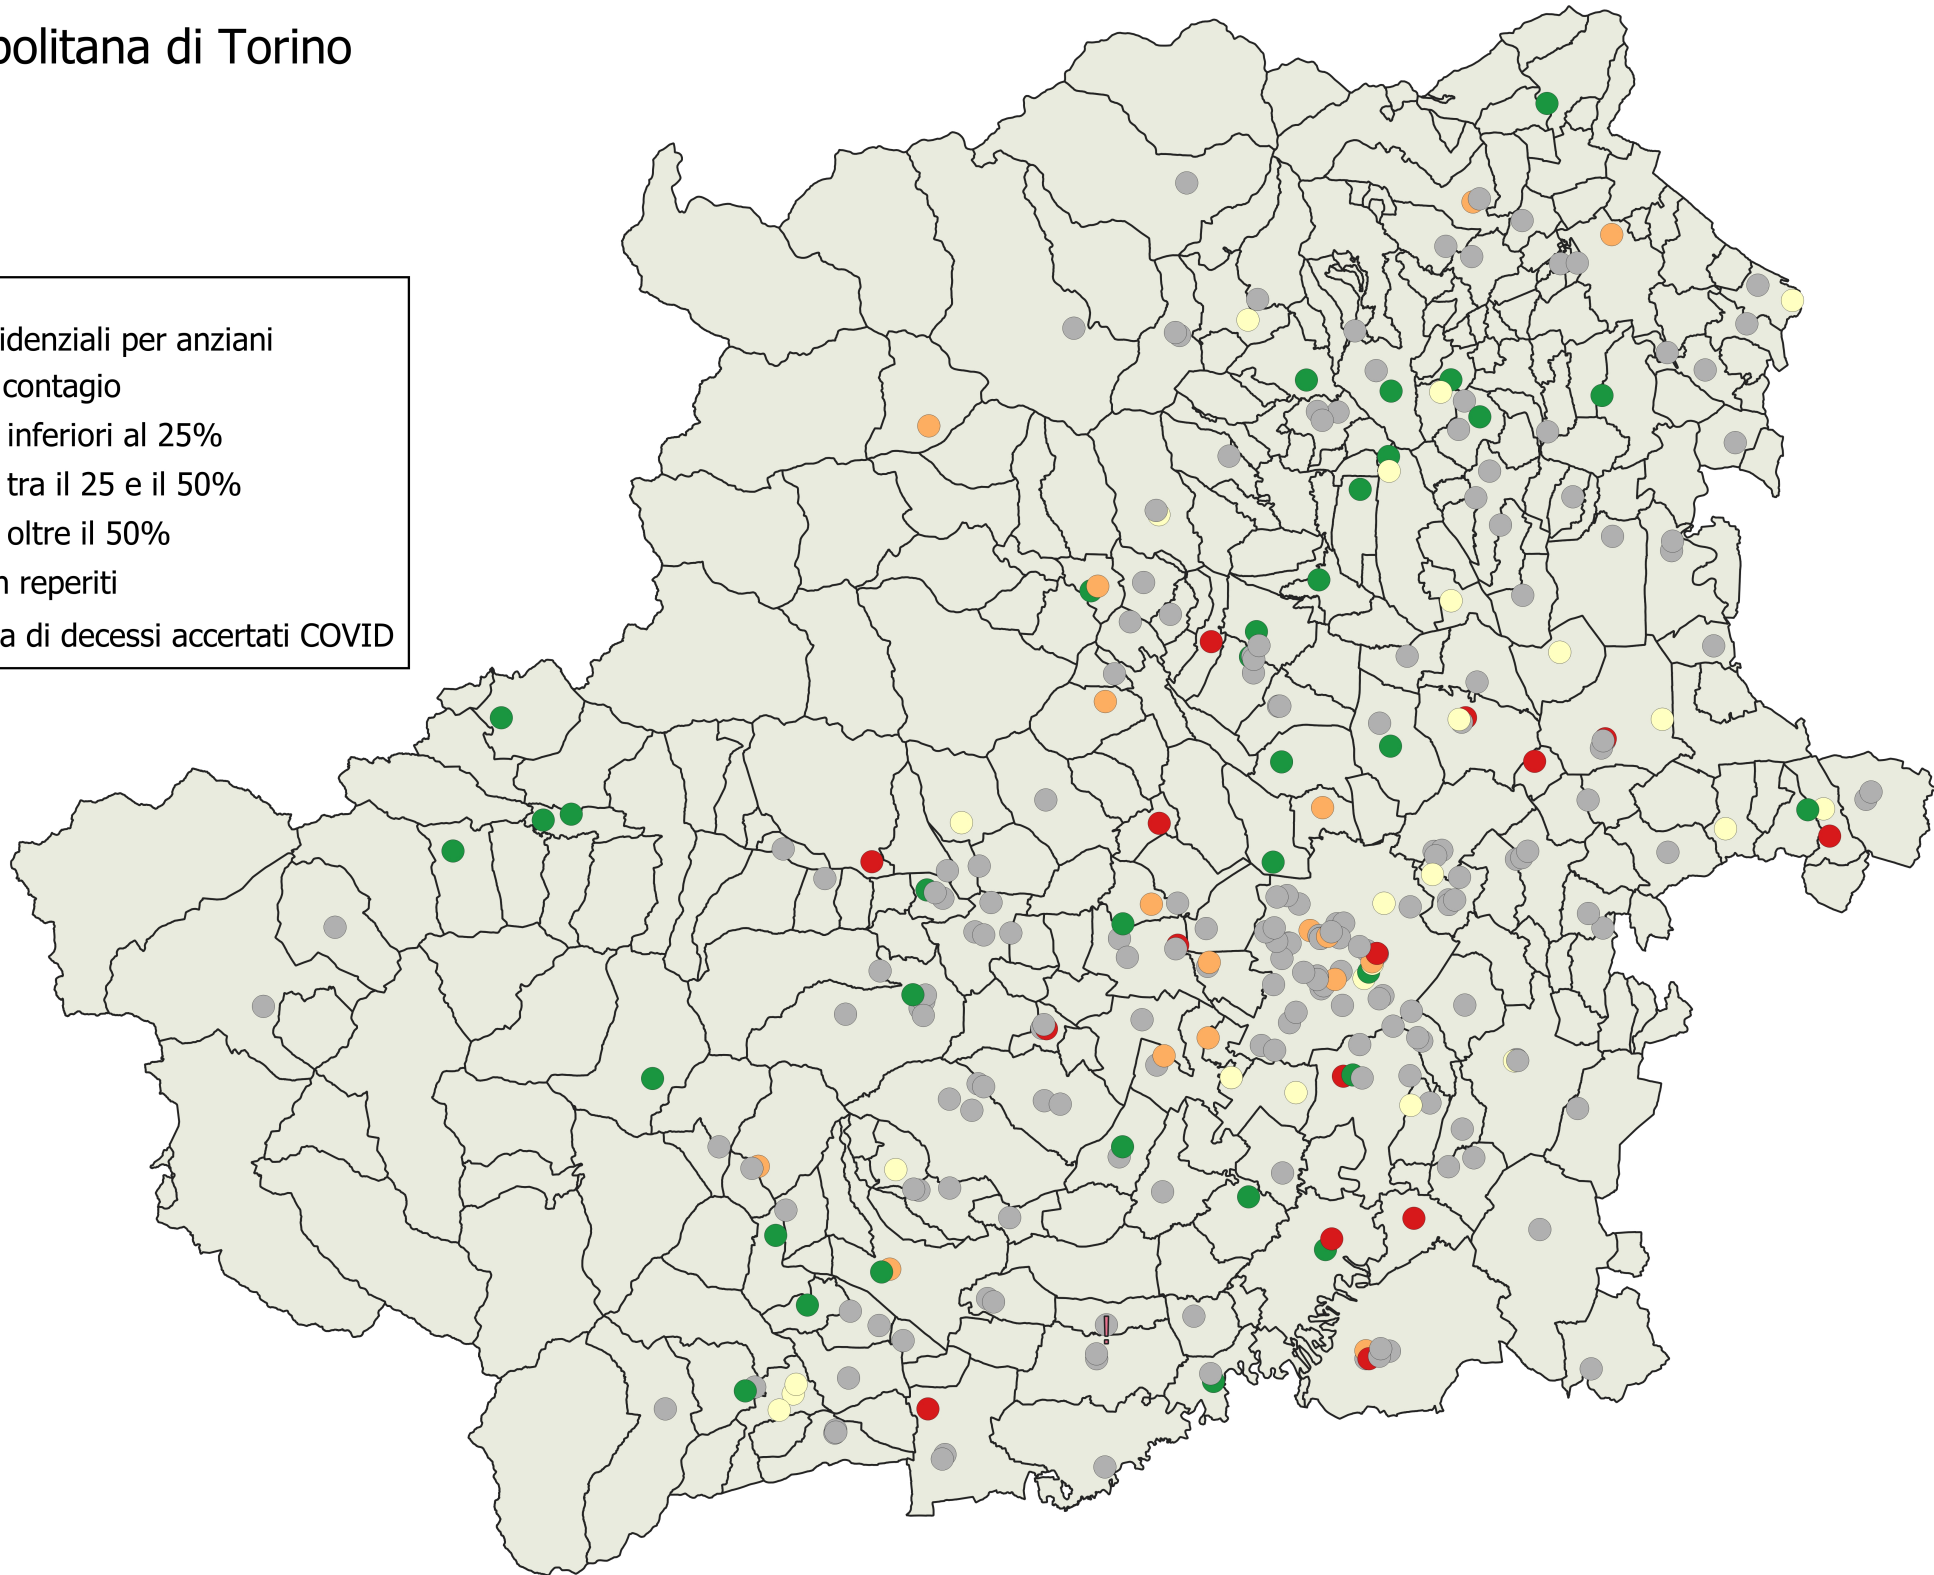 politana di Torino
idenziali per anziani
contagio
inferiori al 25%
tra il 25 e il 50%
oltre il 50%
n reperiti
a di decessi accertati COVID
!